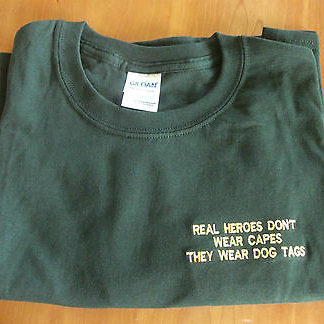 GILDAN
REAL HEROES DON'T
WEAR CAPES
THEY WEAR DOG TAGS